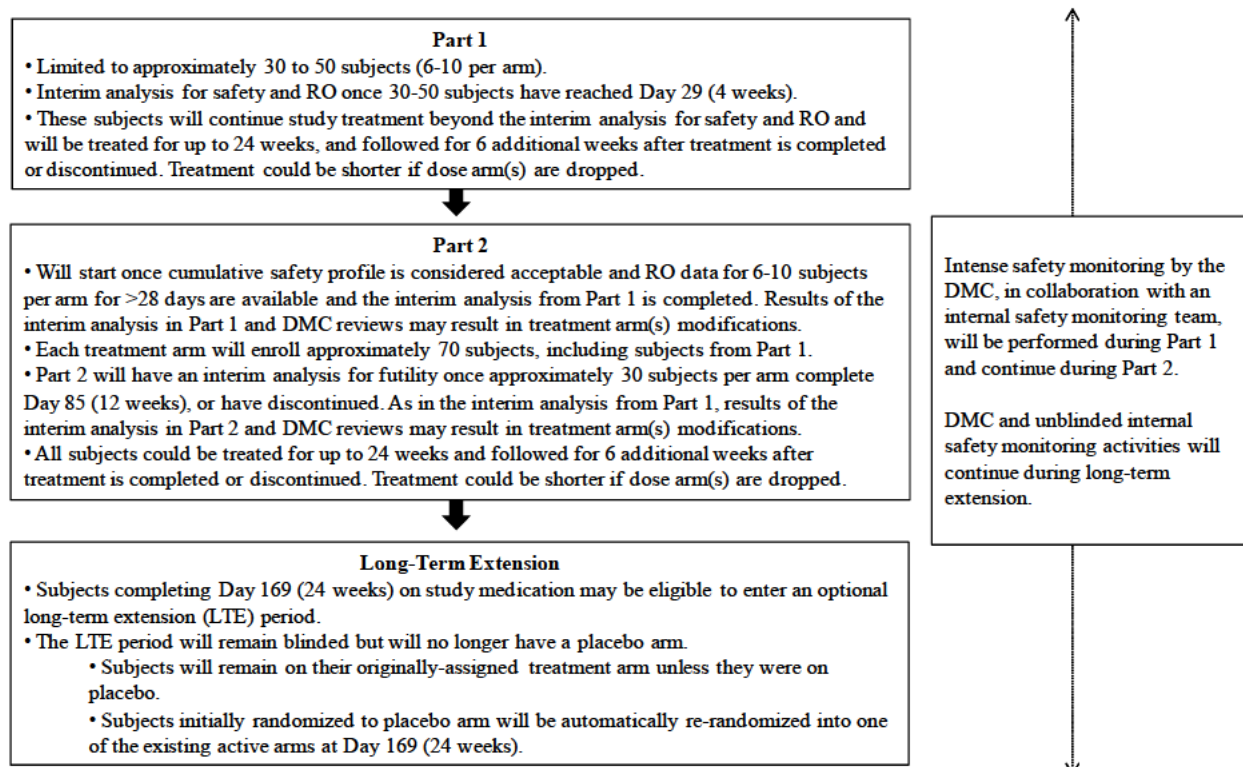 Part 1
• Limited to approximately 30 to 50 subjects (6-10 per arm).
• Interim analysis for safety and RO once 30-50 subjects have reached Day 29 (4 weeks).
• These subjects will continue study treatment beyond the interim analysis for safety and RO and
will be treated for up to 24 weeks, and followed for 6 additional weeks after treatment is completed
or discontinued. Treatment could be shorter if dose arm(s) are dropped.
Part 2
• Will start once cumulative safety profile is considered acceptable and RO data for 6-10 subjects
per arm for >28 days are available and the interim analysis from Part 1 is completed. Results of the
interim analysis in Part 1 and DMC reviews may result in treatment arm(s) modifications.
• Each treatment arm will enroll approximately 70 subjects, including subjects from Part 1.
• Part 2 will have an interim analysis for futility once approximately 30 subjects per arm complete
Day 85 (12 weeks), or have discontinued. As in the interim analysis from Part 1, results of the
interim analysis in Part 2 and DMC reviews may result in treatment arm(s) modifications.
• All subjects could be treated for up to 24 weeks and followed for 6 additional weeks after
treatment is completed or discontinued. Treatment could be shorter if dose arm(s) are dropped.
Long-Term Extension
• Subjects completing Day 169 (24 weeks) on study medication may be eligible to enter an optional
long-term extension (LTE) period.
• The LTE period will remain blinded but will no longer have a placebo arm.
• Subjects will remain on their originally-assigned treatment arm unless they were on
placebo.
• Subjects initially randomized to placebo arm will be automatically re-randomized into one
of the existing active arms at Day 169 (24 weeks).
Intense safety monitoring by the
DMC, in collaboration with an
internal safety monitoring team,
will be performed during Part 1
and continue during Part 2.
DMC and unblinded internal
safety monitoring activities will
continue during long-term
extension.